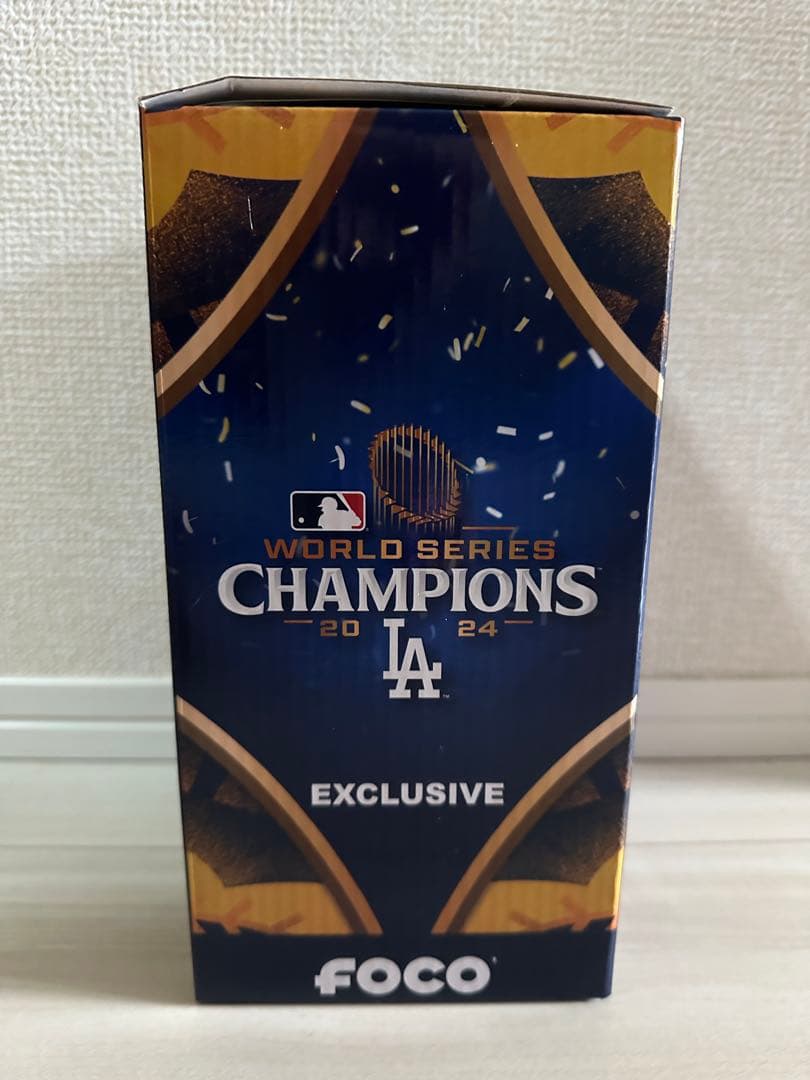 WORLD SERIES
CHAMPIONS
20 24
LA
EXCLUSIVE
FOCO